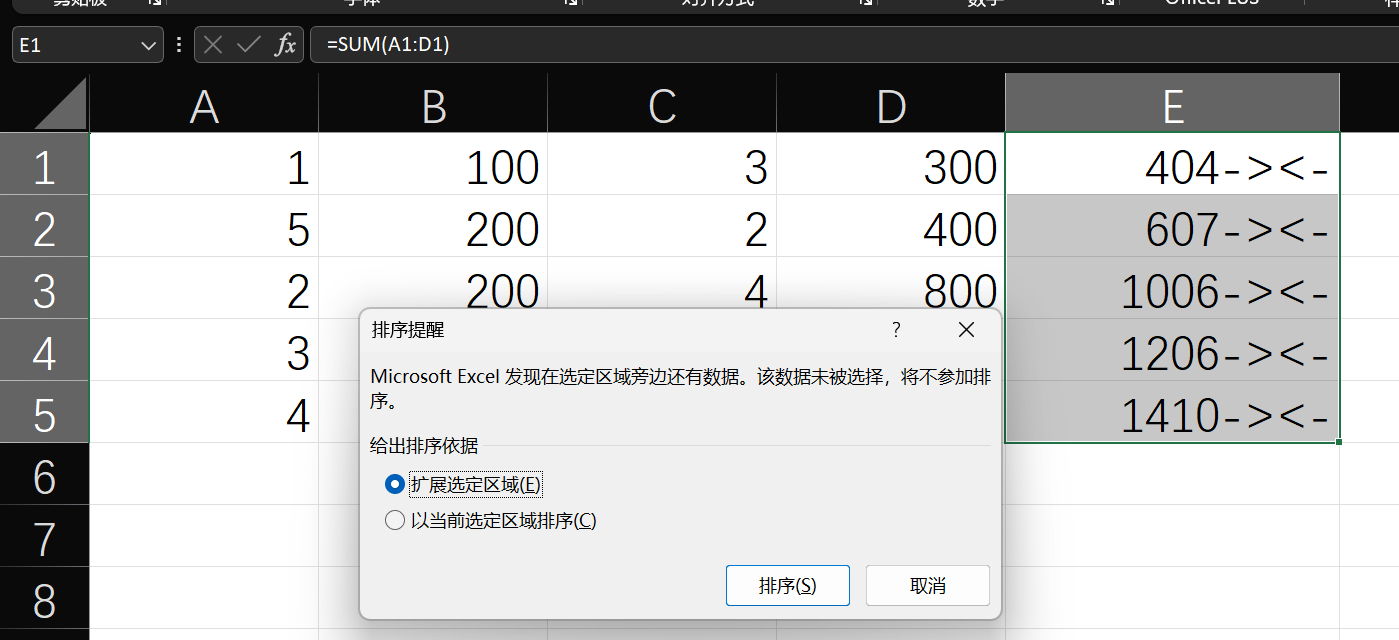 剪贴板 字体 对齐方式 数字 OfficePLUS 样
E1 fx =SUM(A1:D1)
A B C D E
1 1 100 3 300 404-><-
2 5 200 2 400 607-><-
3 2 200 4 800 1006-><-
4 3 1206-><-
5 4 1410-><-
6
7
8
排序提醒 ?
Microsoft Excel 发现在选定区域旁边还有数据。该数据未被选择，将不参加排
序。
给出排序依据
扩展选定区域(E)
以当前选定区域排序(C)
排序(S) 取消